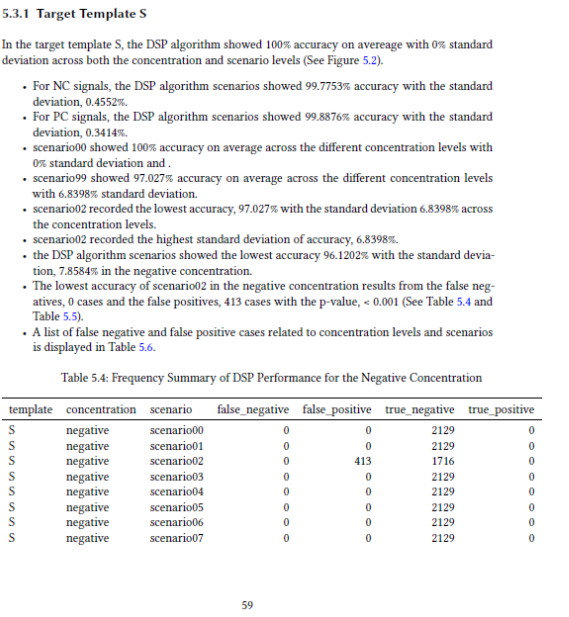 5.3.1 Target Template S
In the target template S, the DSP algorithm showed 100% accuracy on avereage with 0% standard
deviation across both the concentration and scenario levels (See Figure 5.2).
• For NC signals, the DSP algorithm scenarios showed 99.7753% accuracy with the standard
deviation, 0.4552%.
• For PC signals, the DSP algorithm scenarios showed 99.8876% accuracy with the standard
deviation, 0.3414%.
• scenario00 showed 100% accuracy on average across the different concentration levels with
0% standard deviation and .
• scenario99 showed 97.027% accuracy on average across the different concentration levels
with 6.8398% standard deviation.
• scenario02 recorded the lowest accuracy, 97.027% with the standard deviation 6.8398% across
the concentration levels.
• scenario02 recorded the highest standard deviation of accuracy, 6.8398%.
• the DSP algorithm scenarios showed the lowest accuracy 96.1202% with the standard devia-
tion, 7.8584% in the negative concentration.
• The lowest accuracy of scenario02 in the negative concentration results from the false neg-
atives, 0 cases and the false positives, 413 cases with the p-value, < 0.001 (See Table 5.4 and
Table 5.5).
• A list of false negative and false positive cases related to concentration levels and scenarios
is displayed in Table 5.6.
Table 5.4: Frequency Summary of DSP Performance for the Negative Concentration
template concentration scenario false_negative false_positive true_negative true_positive
S negative scenario00 0 0 2129 0
S negative scenario01 0 0 2129 0
S negative scenario02 0 413 1716 0
S negative scenario03 0 0 2129 0
S negative scenario04 0 0 2129 0
S negative scenario05 0 0 2129 0
S negative scenario06 0 0 2129 0
S negative scenario07 0 0 2129 0
59